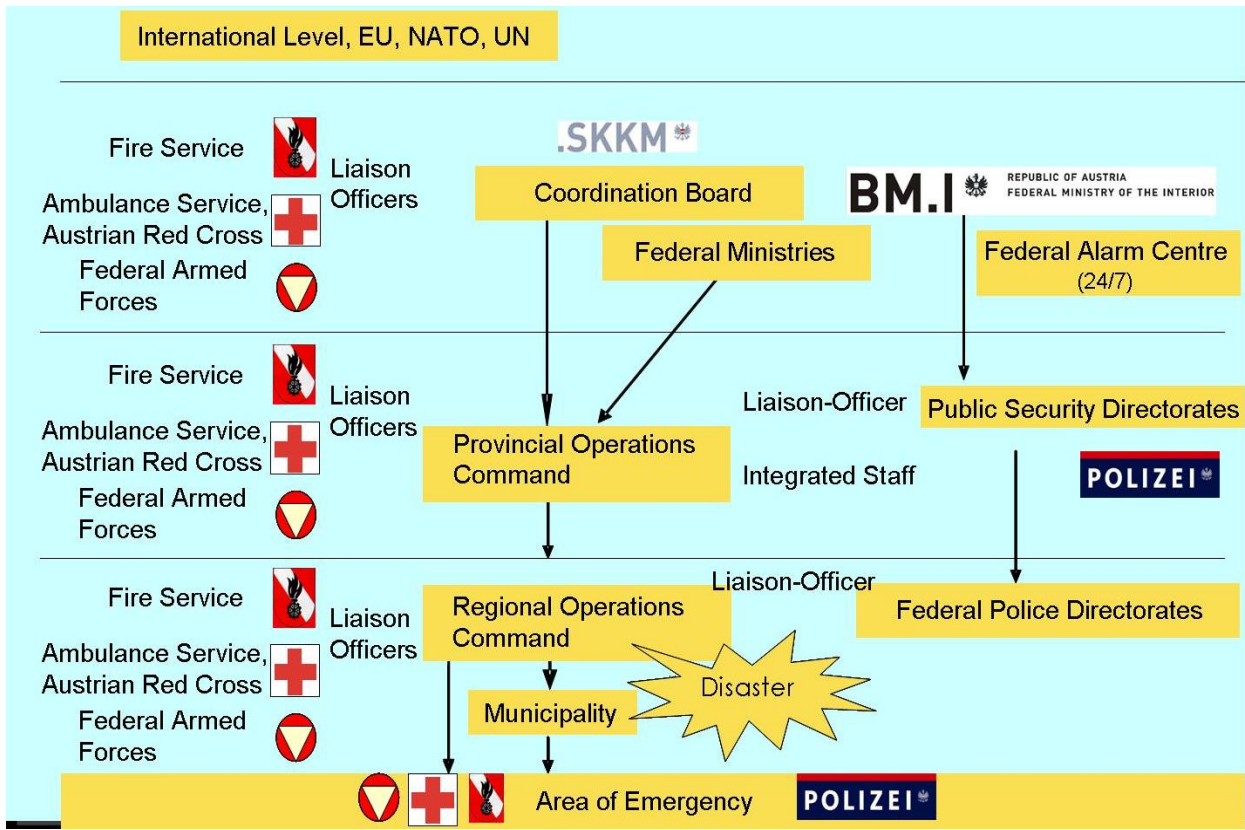 International Level, EU, NATO, UN
Fire Service
Liaison
Officers
Ambulance Service,
Austrian Red Cross
Federal Armed
Forces
.SKKM
Coordination Board
Federal Ministries
BM.I
REPUBLIC OF AUSTRIA
FEDERAL MINISTRY OF THE INTERIOR
Federal Alarm Centre
(24/7)
Fire Service
Liaison
Officers
Ambulance Service,
Austrian Red Cross
Federal Armed
Forces
Provincial Operations
Command
Liaison-Officer
Public Security Directorates
Integrated Staff
POLIZEI
Fire Service
Liaison
Officers
Ambulance Service,
Austrian Red Cross
Federal Armed
Forces
Regional Operations
Command
Liaison-Officer
Federal Police Directorates
Disaster
Municipality
Area of Emergency
POLIZEI